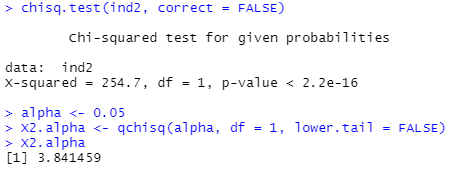 > chisq.test(ind2, correct = FALSE)
Chi-squared test for given probabilities
data:  ind2
X-squared = 254.7, df = 1, p-value < 2.2e-16
> alpha <- 0.05
> X2.alpha <- qchisq(alpha, df = 1, lower.tail = FALSE)
> X2.alpha
[1] 3.841459